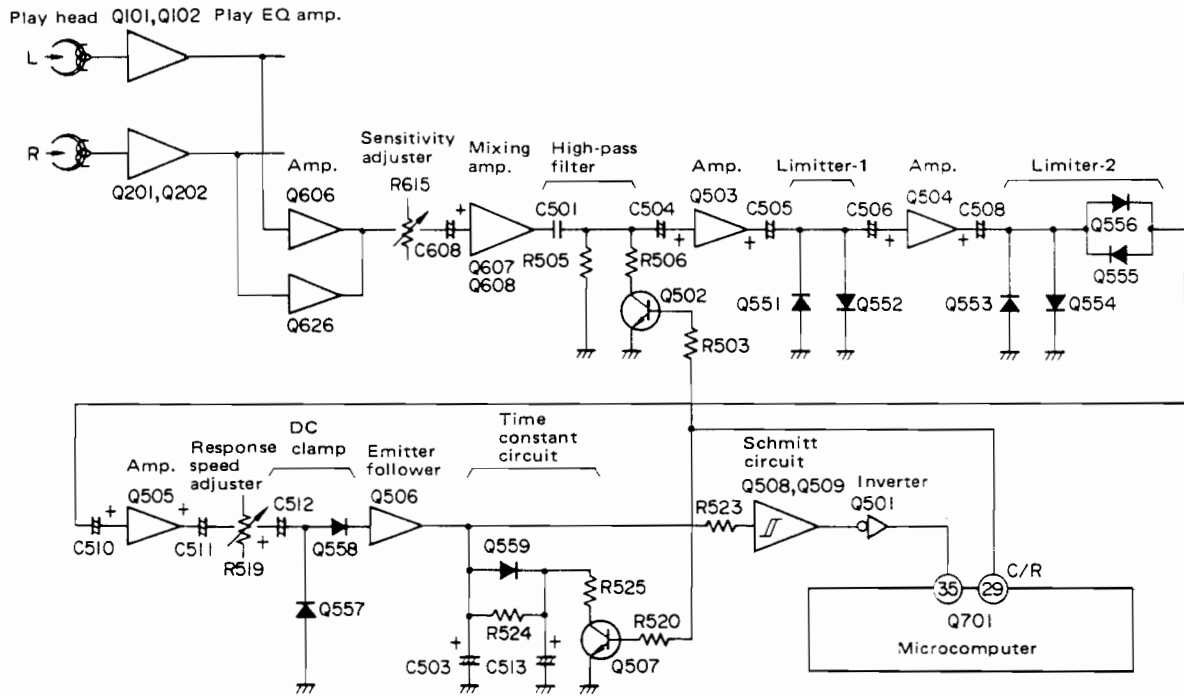 Play head Q101,Q102 Play EQ amp.
L
R
Q201,Q202
Amp.
Q606
Q626
Sensitivity
adjuster
R615
C608
Mixing
amp.
Q607
Q608
High-pass
filter
C501
R505
R506
C504
Q502
R503
Amp.
Q503
Limitter-1
C505
Q551
Q552
C506
Amp.
Q504
C508
Limiter-2
Q553
Q554
Q556
Q555
C510
Amp.
Q505
C511
Response
speed
adjuster
R519
DC
clamp
C512
Q557
Q558
Emitter
follower
Q506
Time
constant
circuit
Q559
R524
C503
C513
R525
Q507
R520
R523
Schmitt
circuit
Q508,Q509
Inverter
Q501
35
29
C/R
Q701
Microcomputer